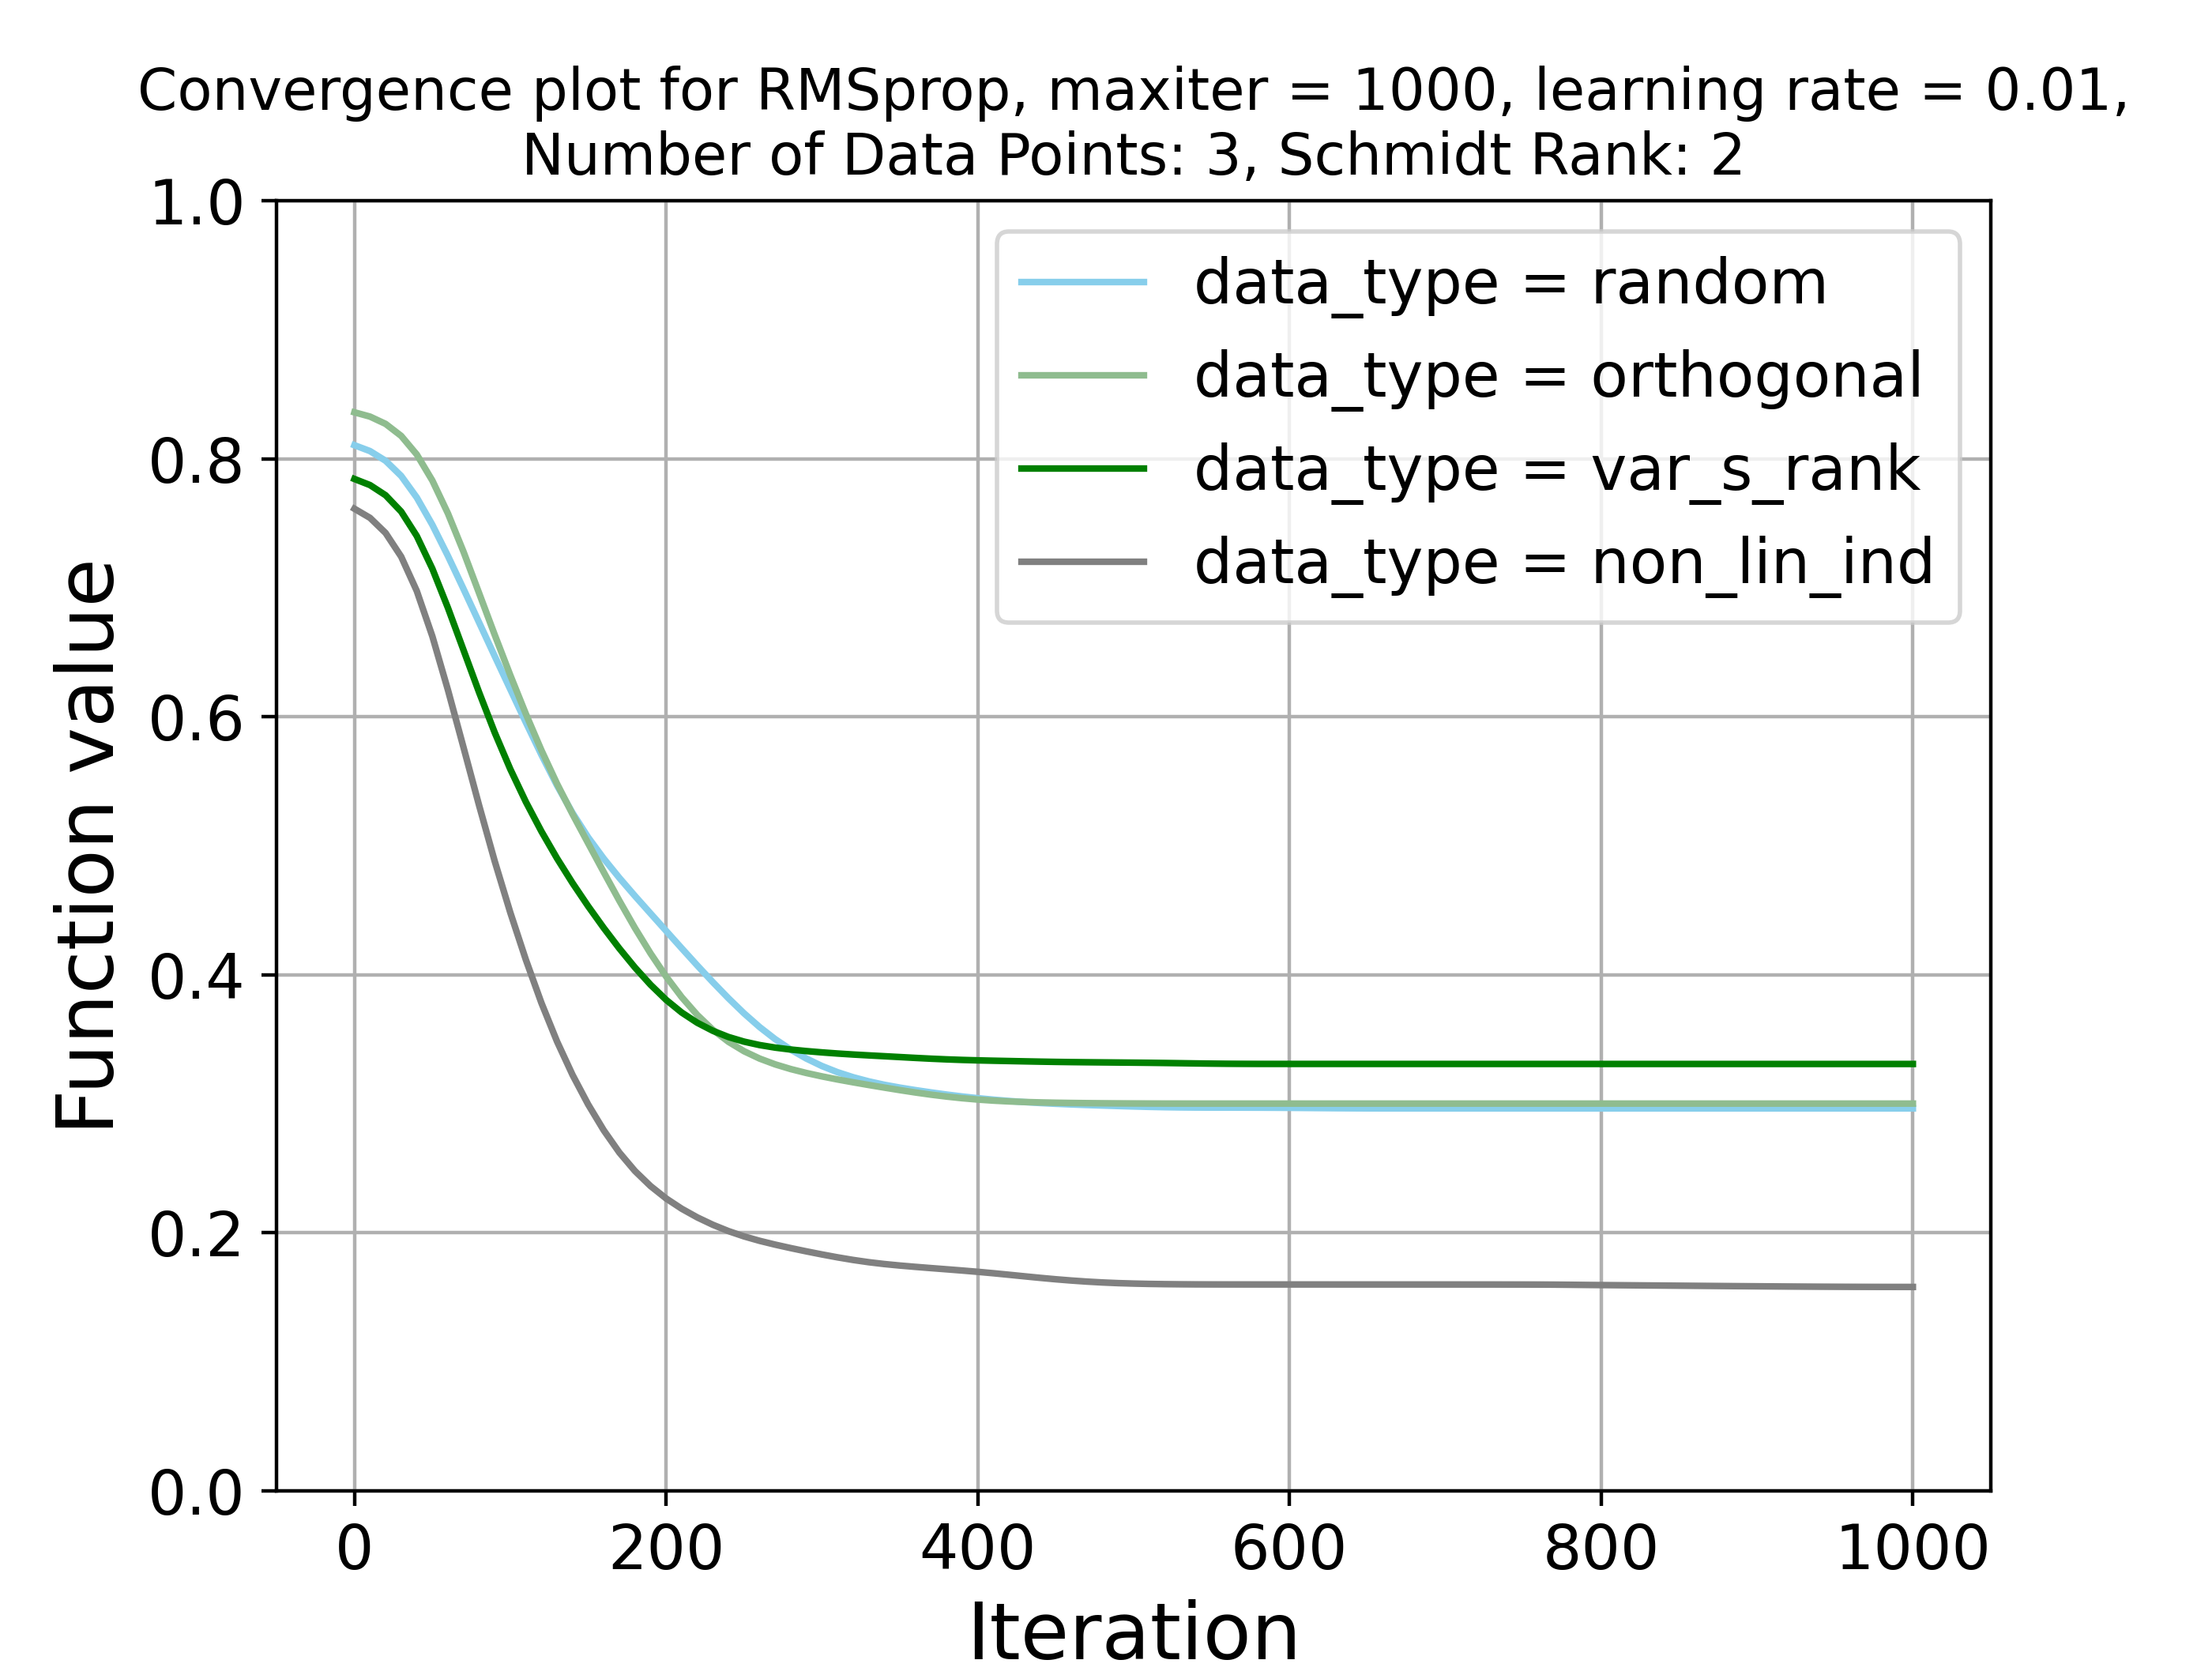 Convergence plot for RMSprop, maxiter = 1000, learning rate = 0.01,
Number of Data Points: 3, Schmidt Rank: 2
1.0
0.8
0.6
0.4
0.2
0.0
Function value
data_type = random
data_type = orthogonal
data_type = var_s_rank
data_type = non_lin_ind
0 200 400 600 800 1000
Iteration